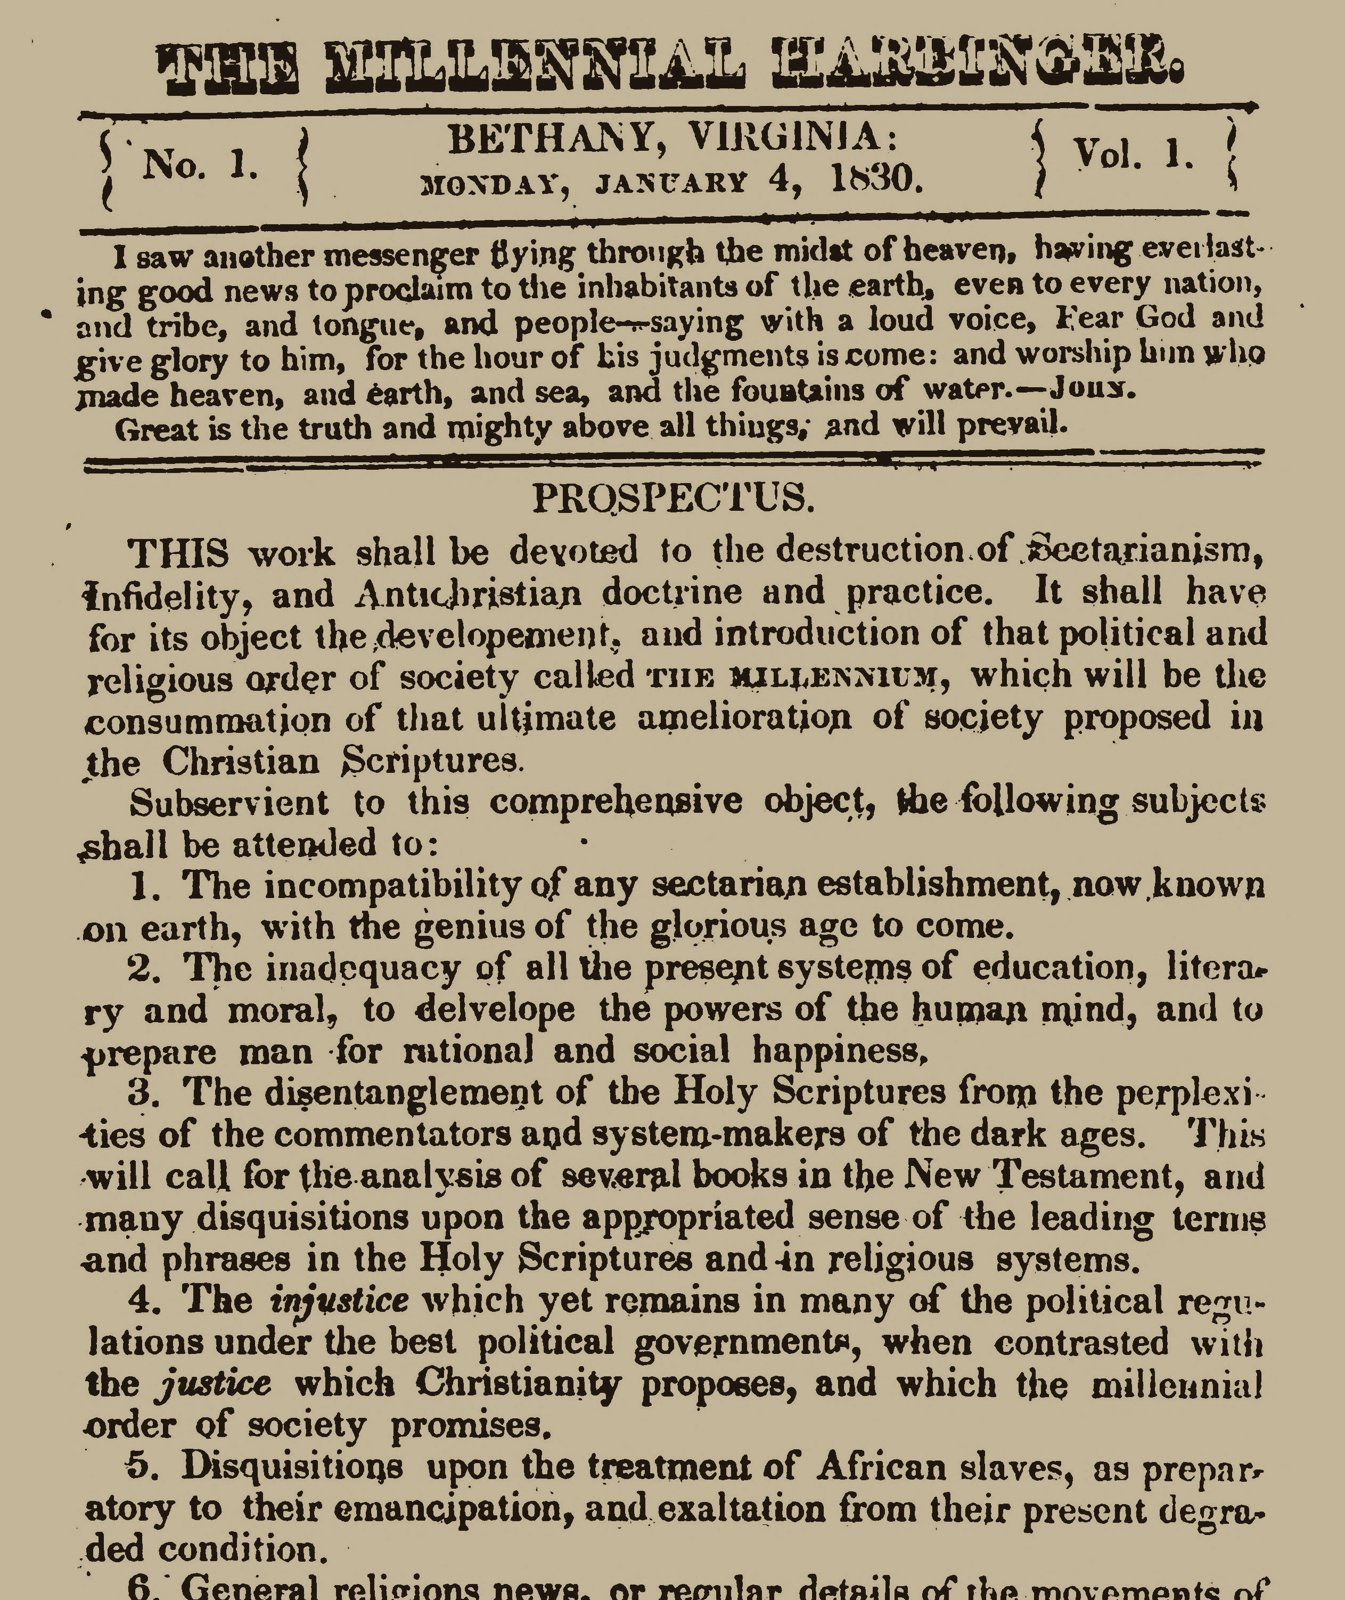 THE MILLENNIAL HARBINGER.
No. 1.
BETHANY, VIRGINIA:
MONDAY, JANUARY 4, 1830.
Vol. 1.
I saw another messenger flying through the midst of heaven, having everlast-
ing good news to proclaim to the inhabitants of the earth, even to every nation,
and tribe, and tongue, and people—saying with a loud voice, Fear God and
give glory to him, for the hour of his judgments is come: and worship him who
made heaven, and earth, and sea, and the fountains of water.—JOHN.
Great is the truth and mighty above all things, and will prevail.
PROSPECTUS.
THIS work shall be devoted to the destruction of Sectarianism,
Infidelity, and Antichristian doctrine and practice. It shall have
for its object the developement, and introduction of that political and
religious order of society called THE MILLENNIUM, which will be the
consummation of that ultimate amelioration of society proposed in
the Christian Scriptures.
Subservient to this comprehensive object, the following subjects
shall be attended to:
1. The incompatibility of any sectarian establishment, now known
on earth, with the genius of the glorious age to come.
2. The inadequacy of all the present systems of education, litera-
ry and moral, to delvelope the powers of the human mind, and to
prepare man for rational and social happiness.
3. The disentanglement of the Holy Scriptures from the perplexi-
ties of the commentators and system-makers of the dark ages. This
will call for the analysis of several books in the New Testament, and
many disquisitions upon the appropriated sense of the leading terms
and phrases in the Holy Scriptures and in religious systems.
4. The injustice which yet remains in many of the political regu-
lations under the best political governments, when contrasted with
the justice which Christianity proposes, and which the millennial
order of society promises.
5. Disquisitions upon the treatment of African slaves, as prepar-
atory to their emancipation, and exaltation from their present degra-
ded condition.
6. General religious news, or regular details of the movements of